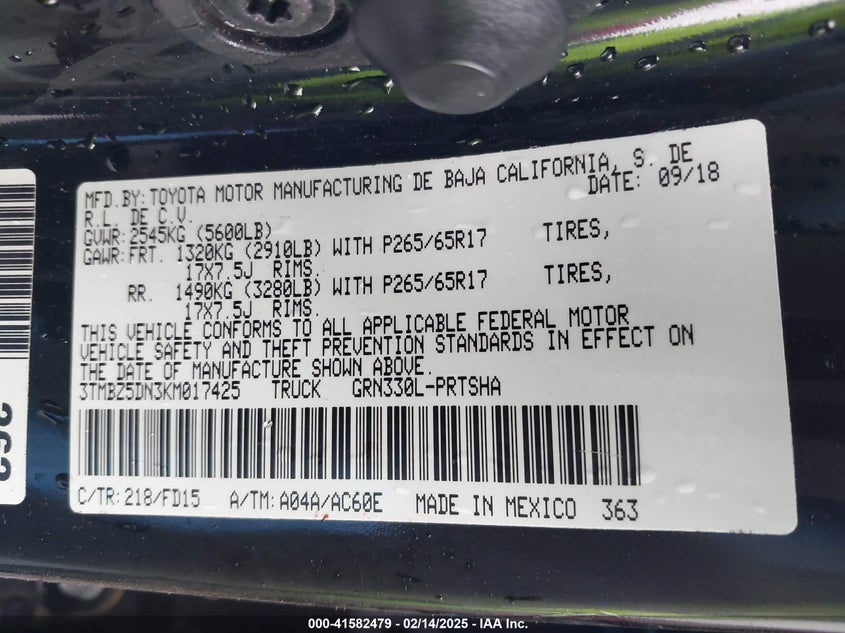 MFD.BY: TOYOTA MOTOR MANUFACTURING DE BAJA CALIFORNIA, S. DE
R.L. DE C.V. DATE: 09/18
GVWR: 2545KG (5600LB)
GAWR: FRT. 1320KG (2910LB) WITH P265/65R17 TIRES,
17X7.5J RIMS.
RR. 1490KG (3280LB) WITH P265/65R17 TIRES,
17X7.5J RIMS.
THIS VEHICLE CONFORMS TO ALL APPLICABLE FEDERAL MOTOR
VEHICLE SAFETY AND THEFT PREVENTION STANDARDS IN EFFECT ON
THE DATE OF MANUFACTURE SHOWN ABOVE.
3TMBZ5DN3KM017425 TRUCK GRN330L-PRTSHA
C/TR: 218/FD15 A/TM: A04A/AC60E MADE IN MEXICO 363
000-41582479 - 02/14/2025 - IAA Inc.